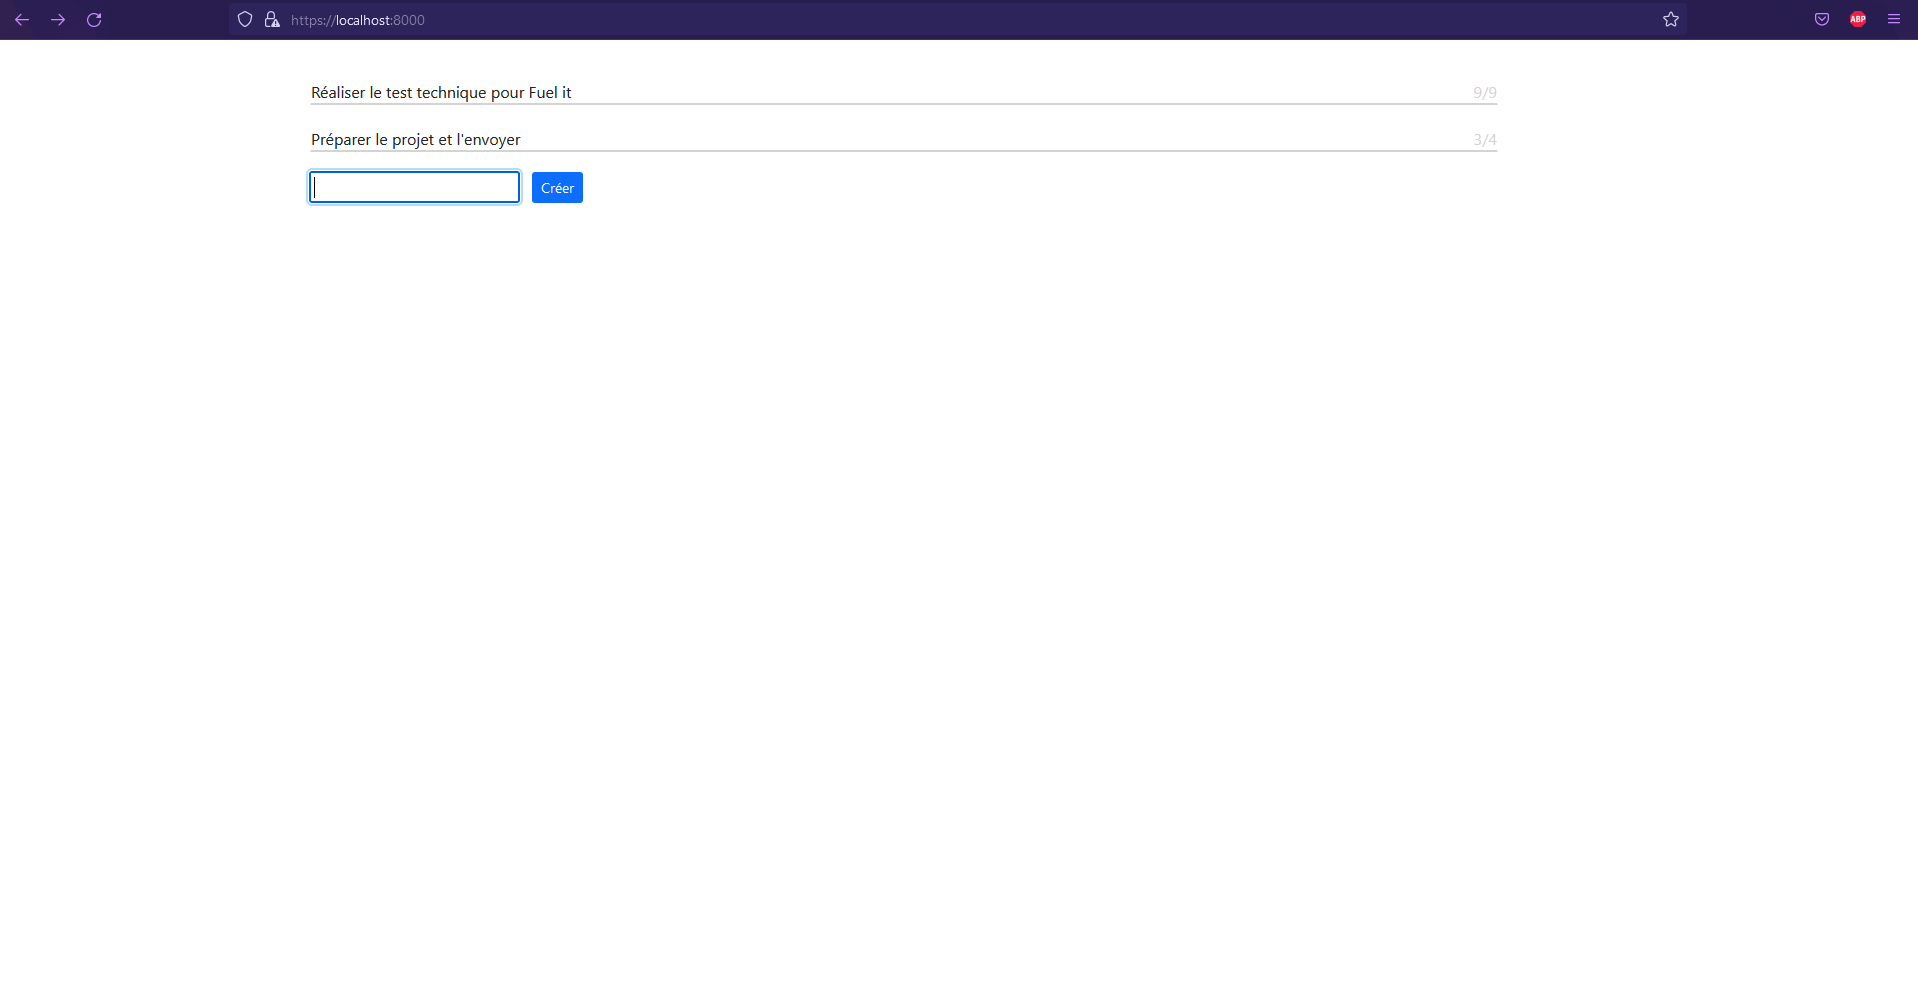 https://localhost:8000
ABP
Réaliser le test technique pour Fuel it 9/9
Préparer le projet et l'envoyer 3/4
Créer